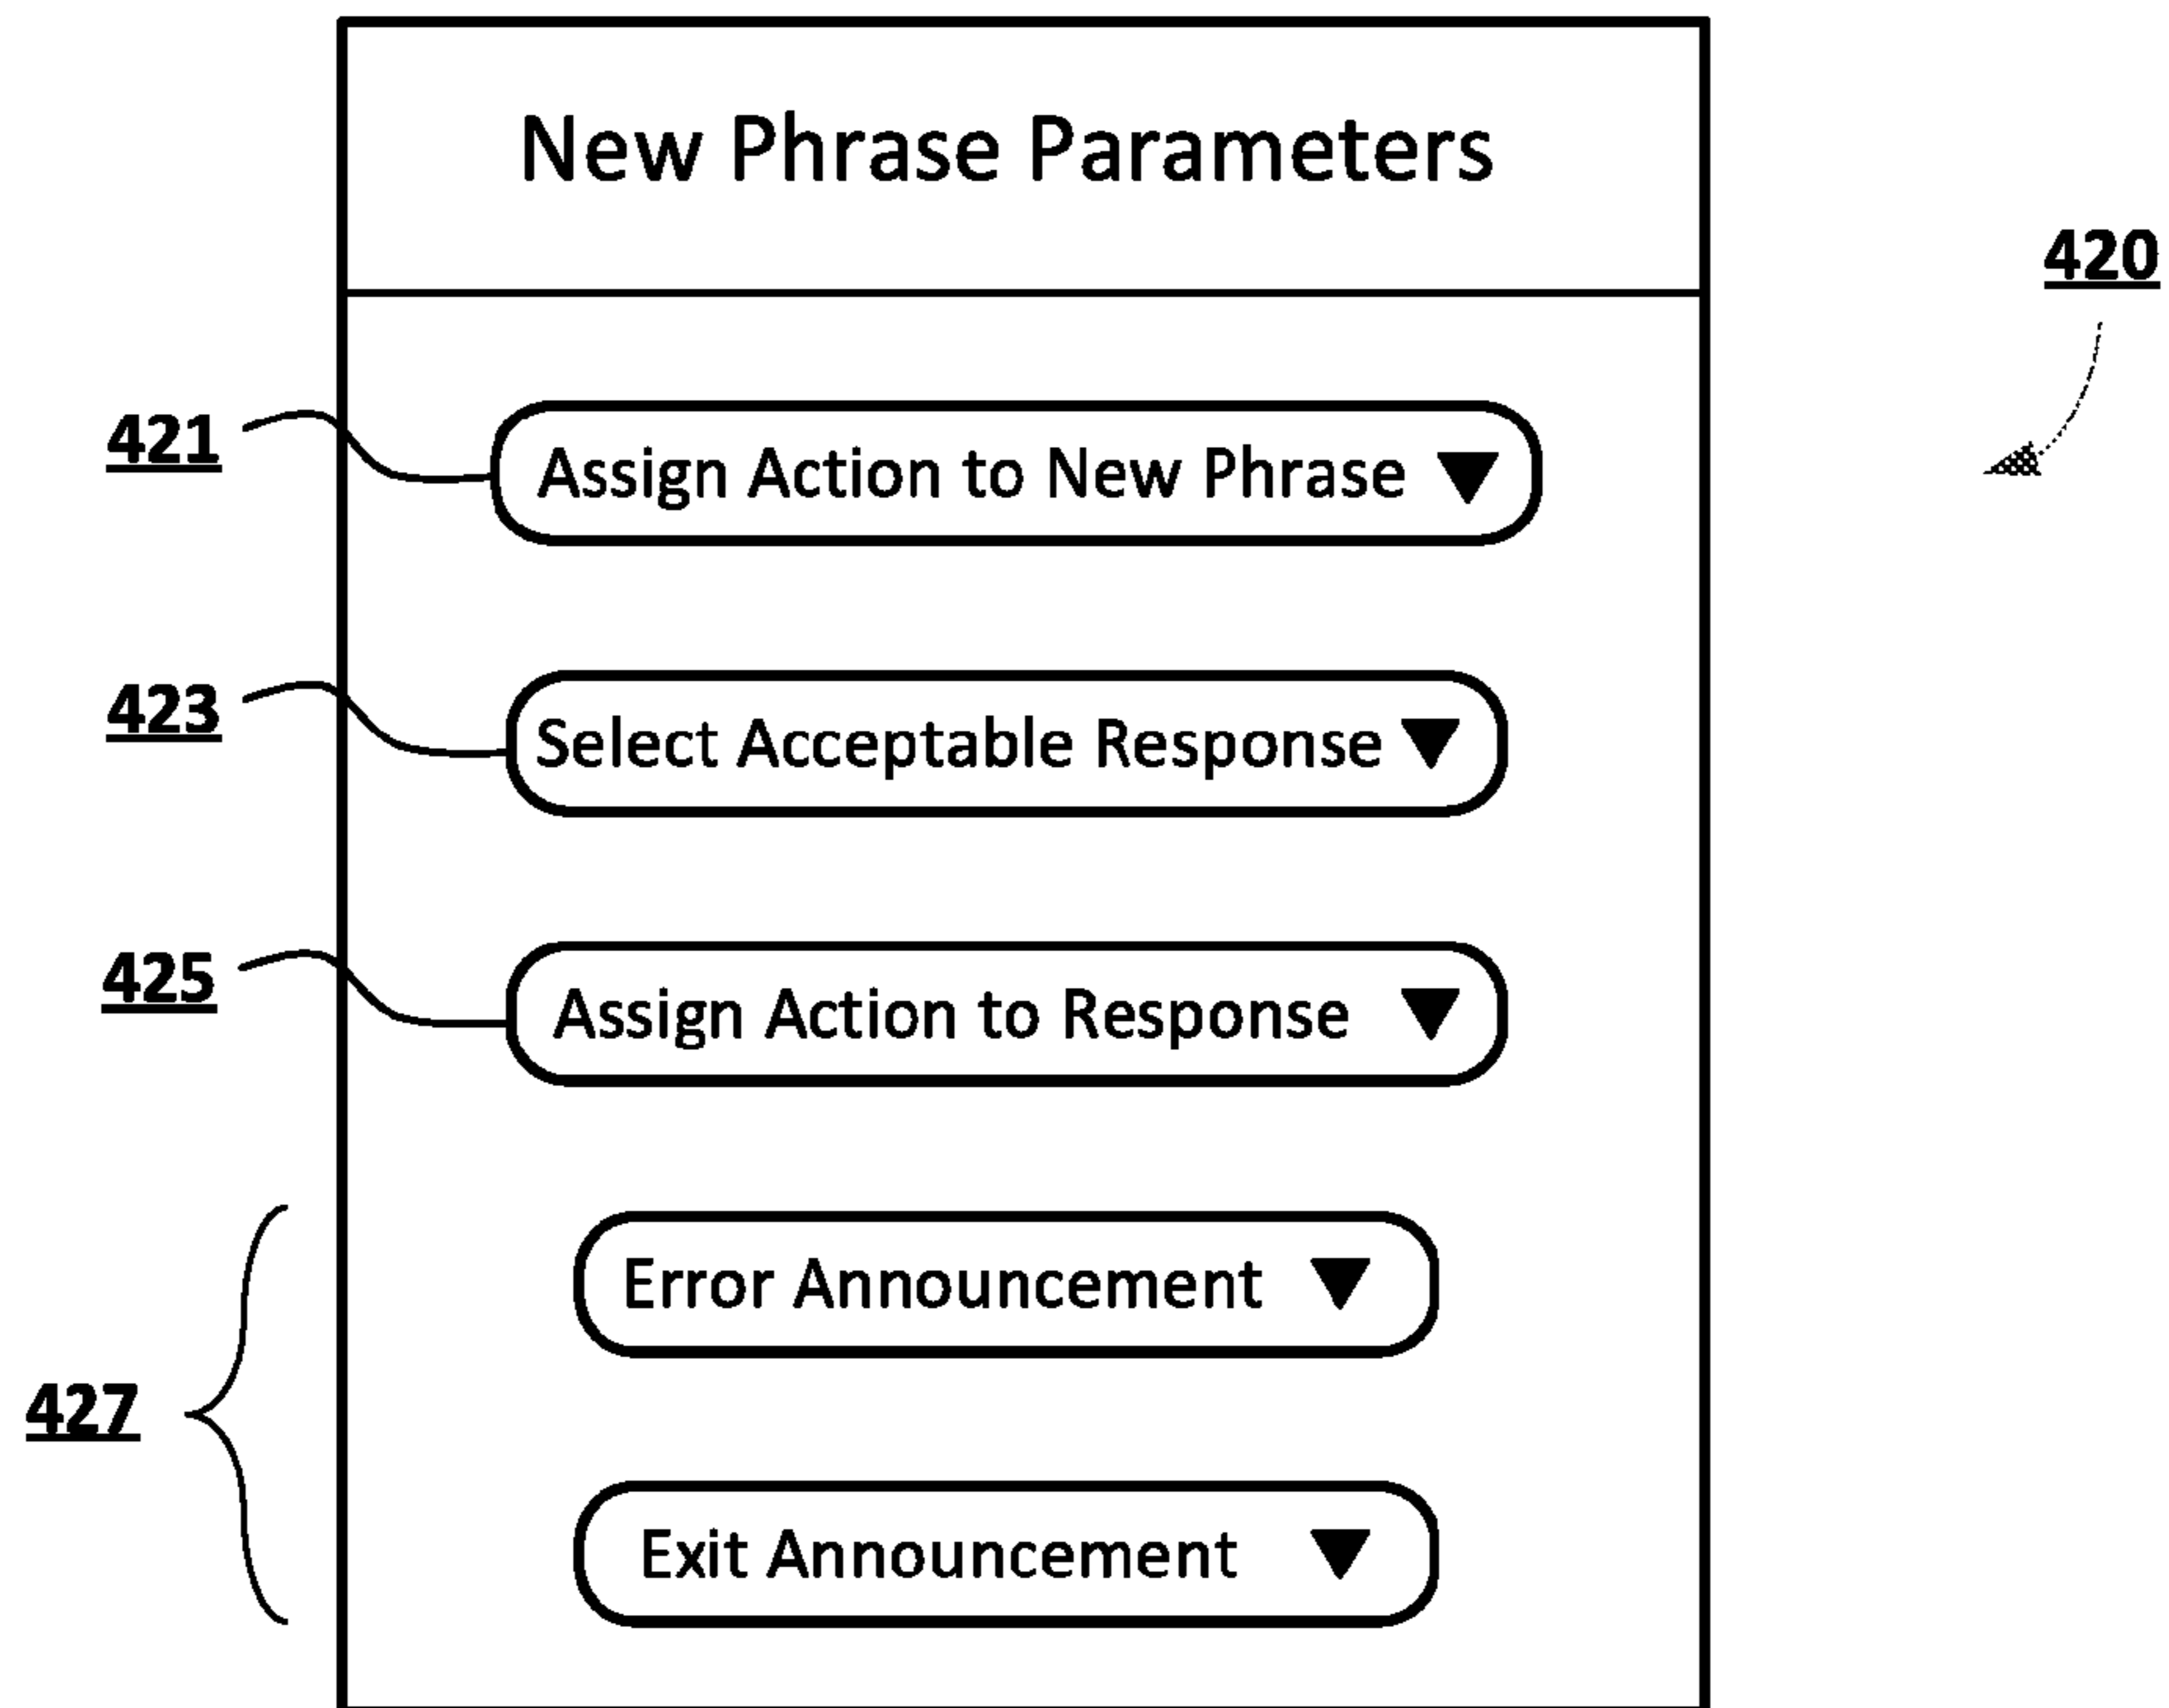 New Phrase Parameters
420
421
Assign Action to New Phrase
423
Select Acceptable Response
425
Assign Action to Response
Error Announcement
427
Exit Announcement